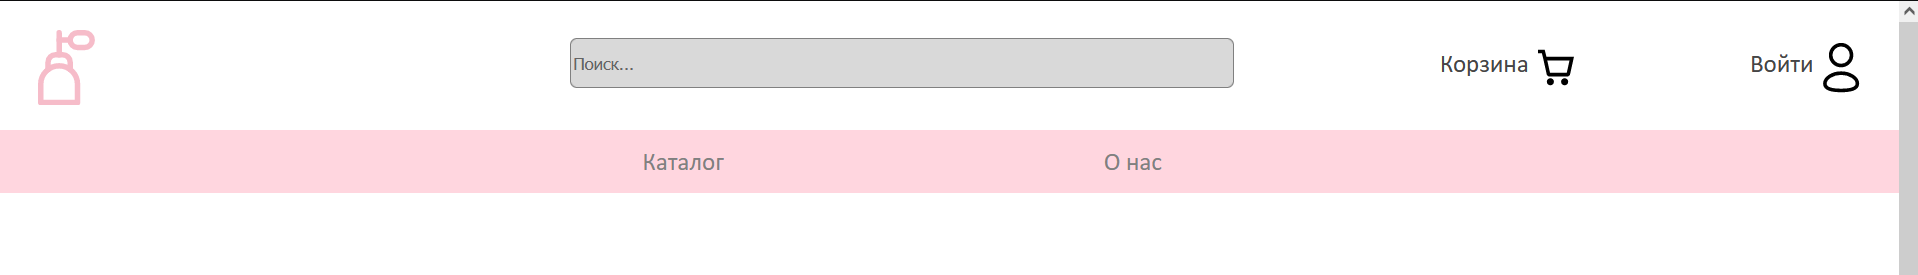 Поиск...
Корзина
Войти
Каталог
О нас